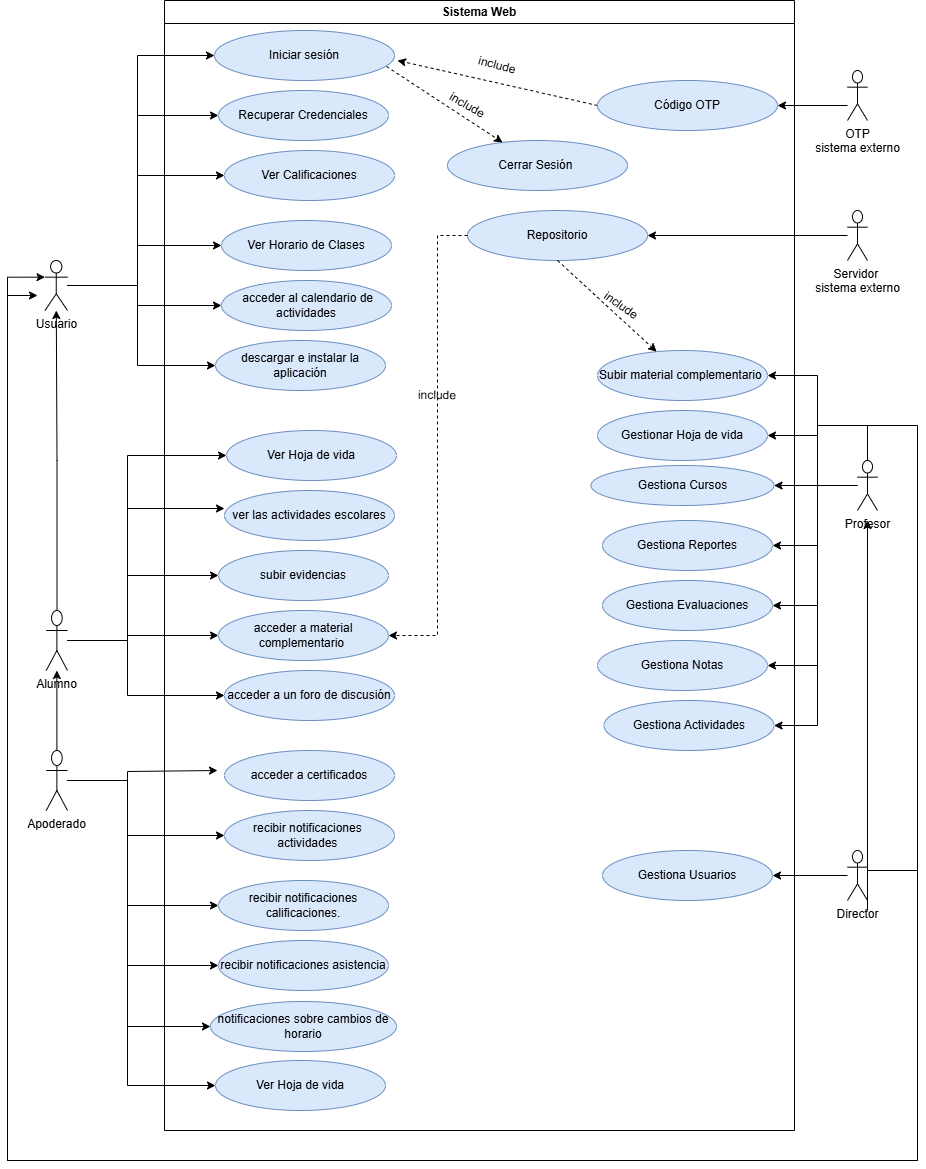 Sistema Web
Iniciar sesión
include
include
Código OTP
OTP
sistema externo
Recuperar Credenciales
Cerrar Sesión
Ver Calificaciones
Repositorio
Ver Horario de Clases
Servidor
sistema externo
Usuario
acceder al calendario de
actividades
include
descargar e instalar la
aplicación
include
Subir material complementario
Gestionar Hoja de vida
Ver Hoja de vida
Gestiona Cursos
Profesor
ver las actividades escolares
Gestiona Reportes
subir evidencias
Gestiona Evaluaciones
acceder a material
complementario
Alumno
Gestiona Notas
acceder a un foro de discusión
Gestiona Actividades
acceder a certificados
Apoderado
recibir notificaciones
actividades
Gestiona Usuarios
Director
recibir notificaciones
calificaciones.
recibir notificaciones asistencia
notificaciones sobre cambios de
horario
Ver Hoja de vida